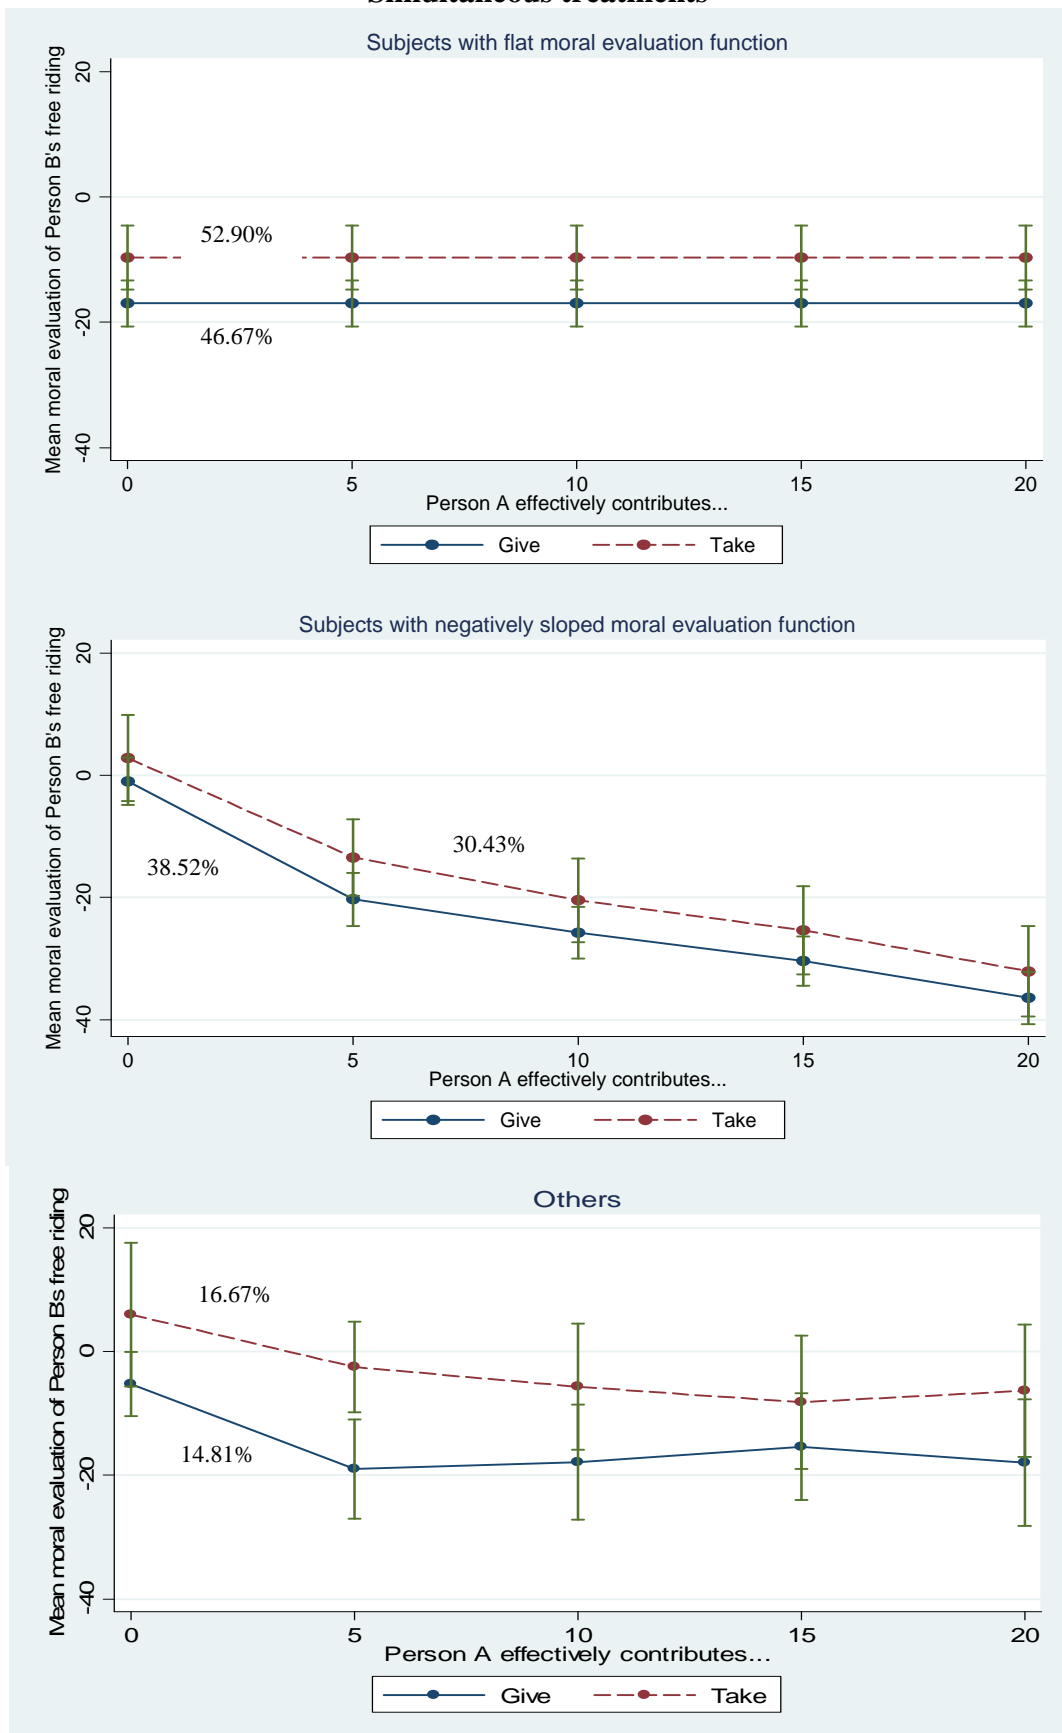 Simultaneous treatments
Subjects with flat moral evaluation function
Mean moral evaluation of Person B's free riding
20
0
-20
-40
52.90%
46.67%
0 5 10 15 20
Person A effectively contributes...
Give Take
Subjects with negatively sloped moral evaluation function
Mean moral evaluation of Person B's free riding
20
0
-20
-40
38.52%
30.43%
0 5 10 15 20
Person A effectively contributes...
Give Take
Others
Mean moral evaluation of Person B's free riding
20
0
-20
-40
16.67%
14.81%
0 5 10 15 20
Person A effectively contributes...
Give Take